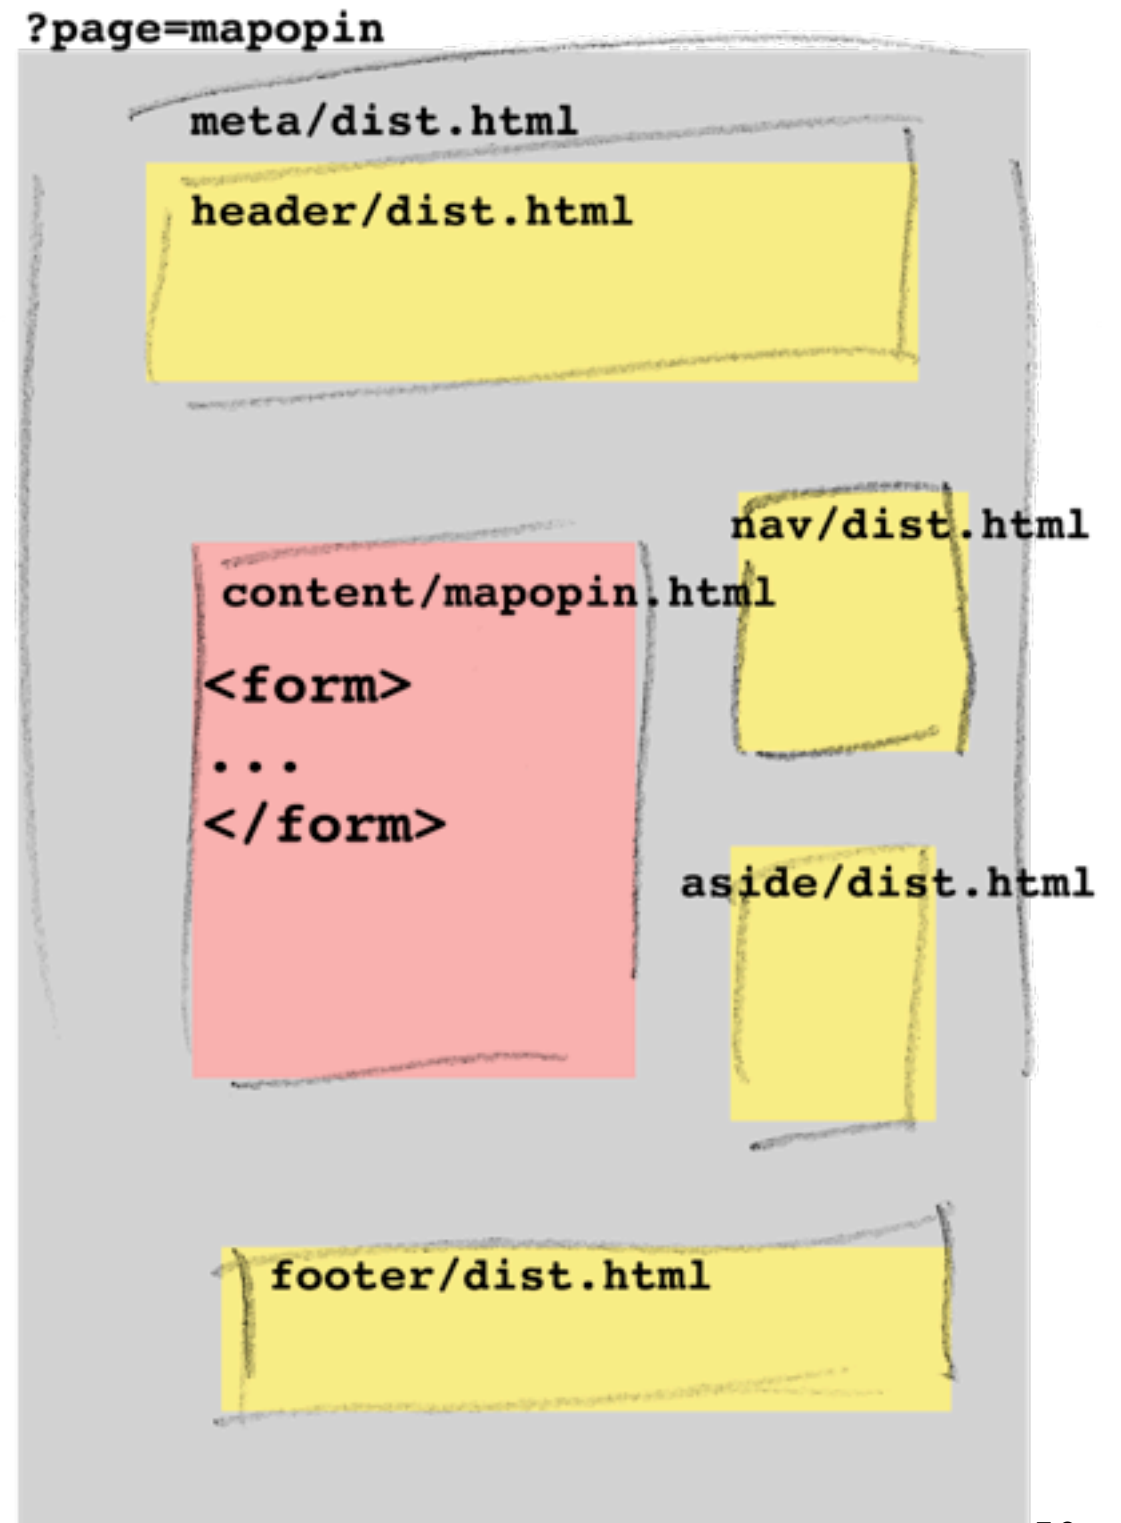 ?page=mapopin
meta/dist.html
header/dist.html
nav/dist.html
content/mapopin.html
<form>
...
</form>
aside/dist.html
footer/dist.html